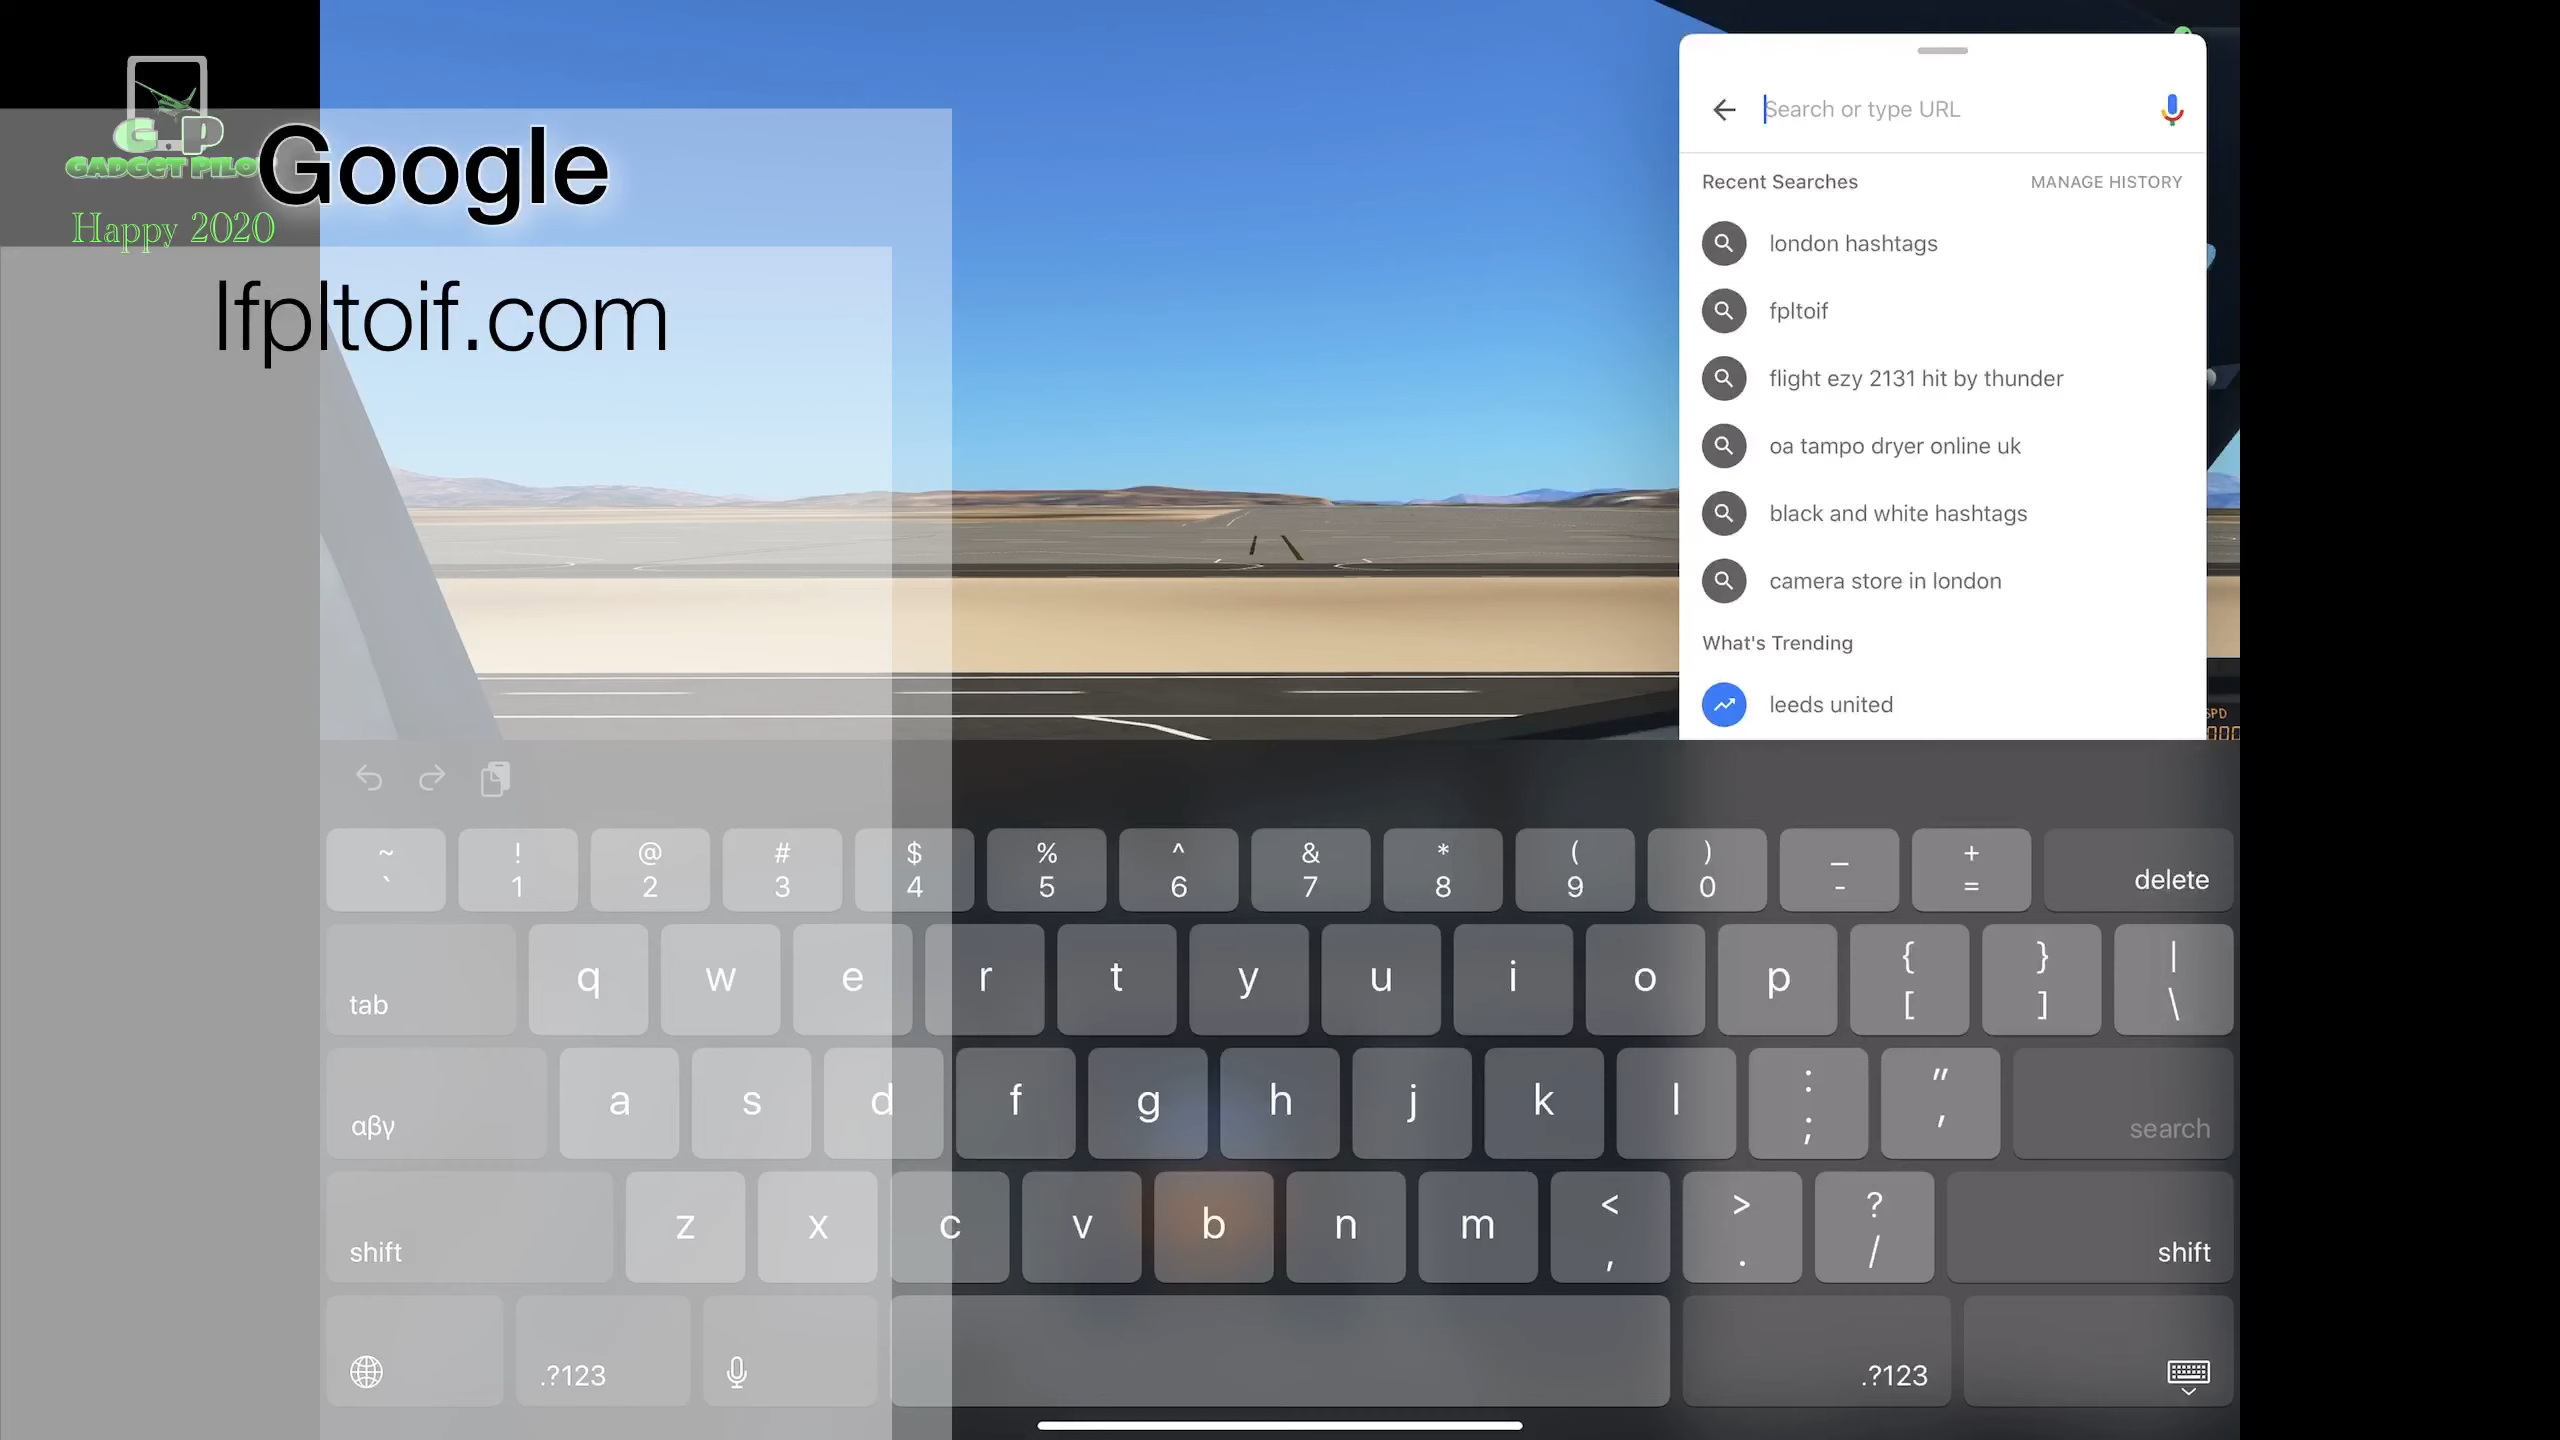 GP
GADGET PILO
Happy 2020
Google
lfpltoif.com
Search or type URL
Recent Searches
MANAGE HISTORY
london hashtags
fpltoif
flight ezy 2131 hit by thunder
oa tampo dryer online uk
black and white hashtags
camera store in london
What's Trending
leeds united
SPD
000
~ ! @ # $ % ^ & * ( ) _ +
` 1 2 3 4 5 6 7 8 9 0 - = delete
tab q w e r t y u i o p { [ } ] | \
αβγ a s d f g h j k l : ; " ' search
shift z x c v b n m < , > . ? / shift
.?123 .?123